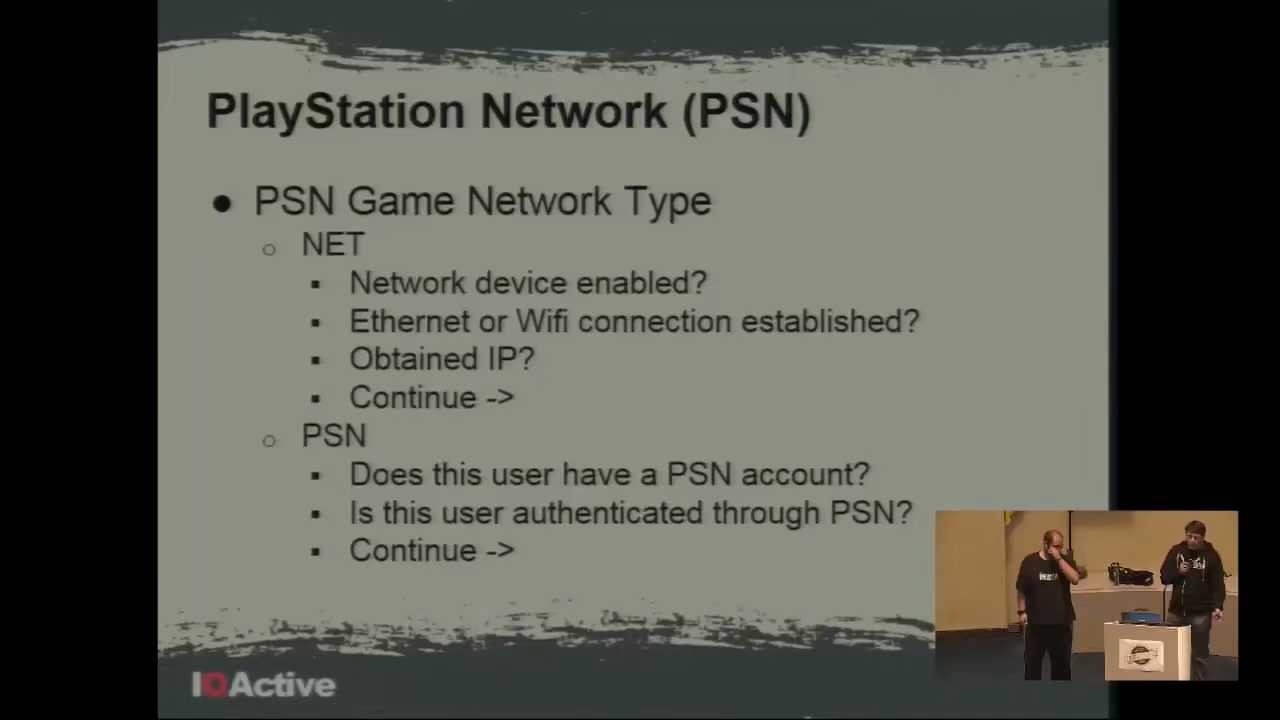 PlayStation Network (PSN)
● PSN Game Network Type
○ NET
▪ Network device enabled?
▪ Ethernet or Wifi connection established?
▪ Obtained IP?
▪ Continue ->
○ PSN
▪ Does this user have a PSN account?
▪ Is this user authenticated through PSN?
▪ Continue ->
IOActive